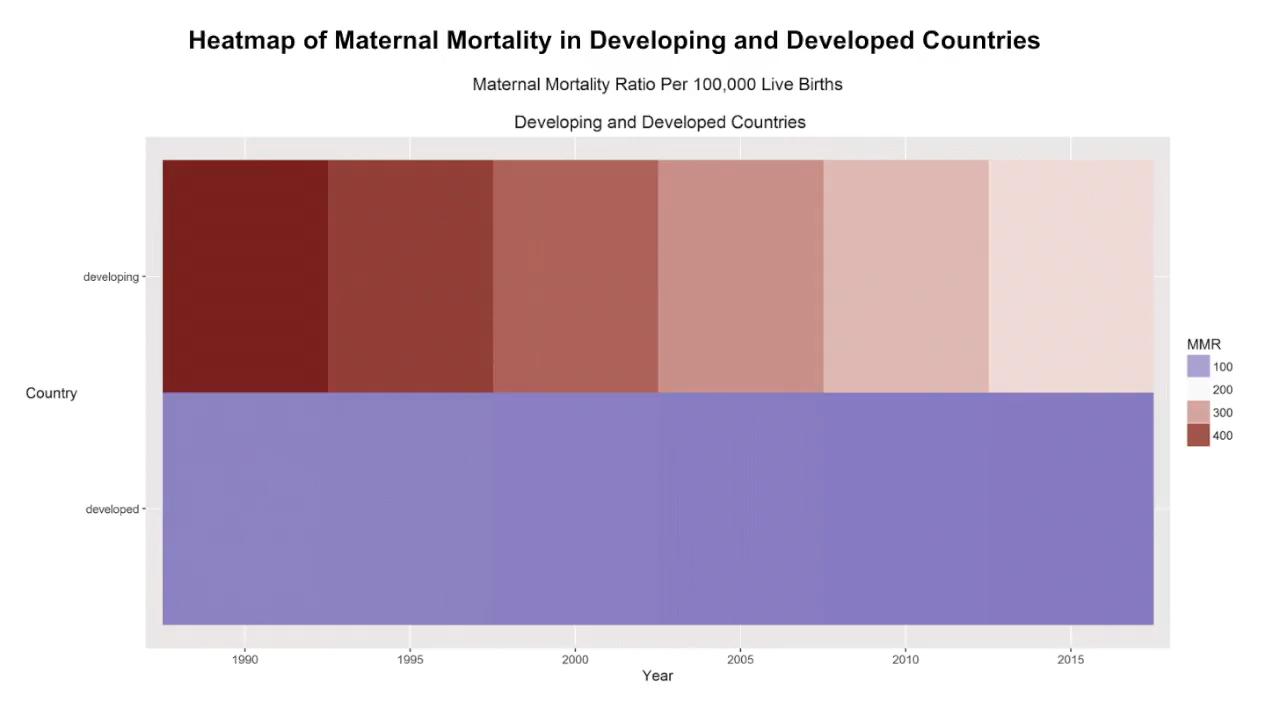 Heatmap of Maternal Mortality in Developing and Developed Countries
Maternal Mortality Ratio Per 100,000 Live Births
Developing and Developed Countries
developing
Country
developed
1990 1995 2000 2005 2010 2015
Year
MMR
100
200
300
400